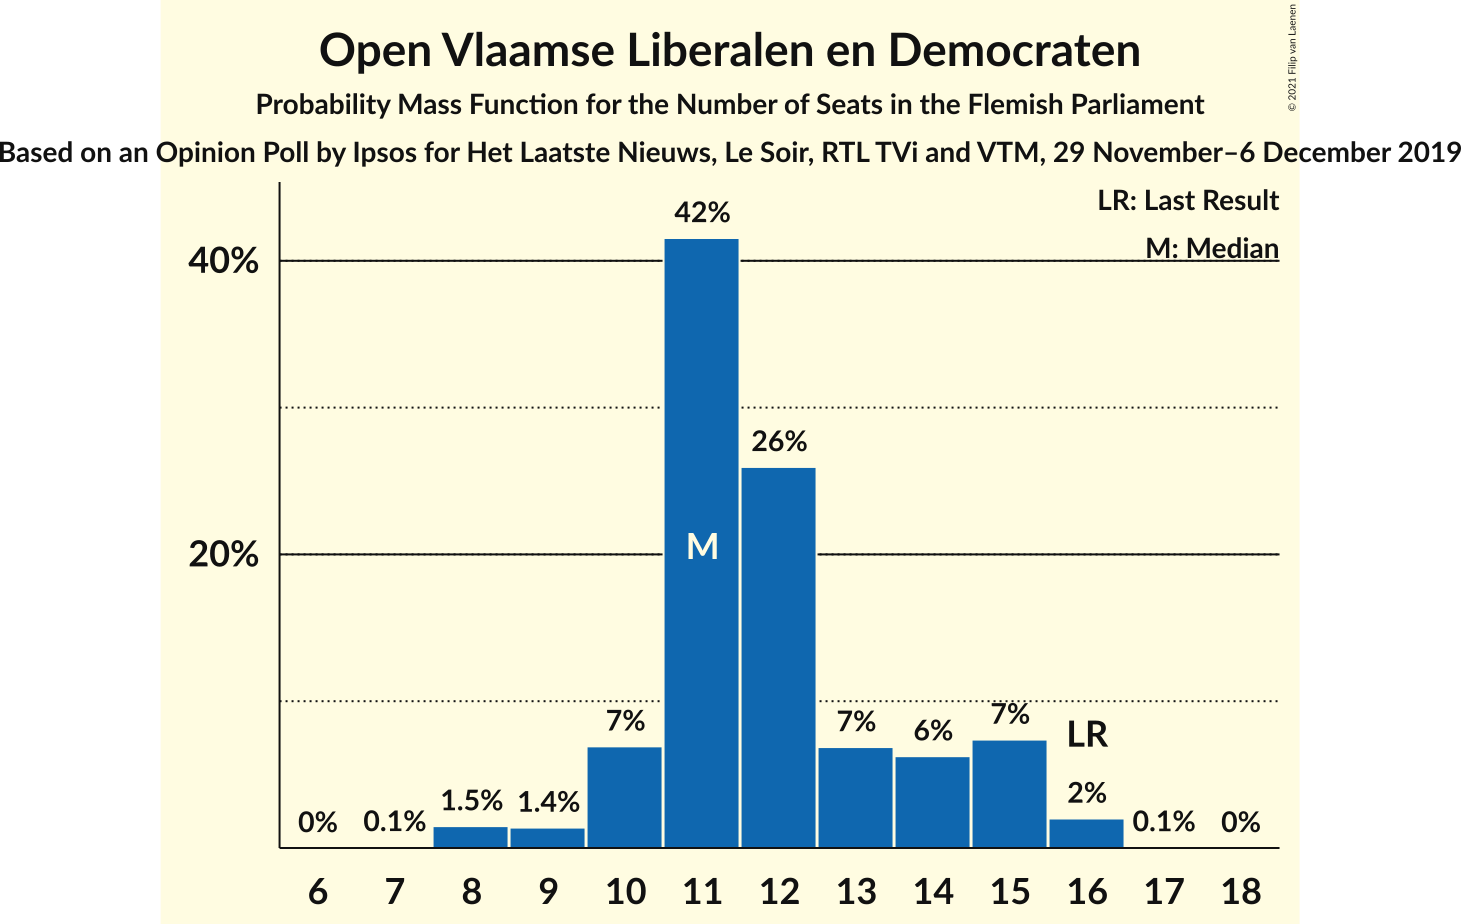 Open Vlaamse Liberalen en Democraten
Probability Mass Function for the Number of Seats in the Flemish Parliament
Based on an Opinion Poll by Ipsos for Het Laatste Nieuws, Le Soir, RTL TVi and VTM, 29 November–6 December 2019
© 2021 Filip van Laenen
LR: Last Result
M: Median
40%
20%
0%
0.1%
1.5%
1.4%
7%
42%
M
26%
7%
6%
7%
LR
2%
0.1%
0%
6 7 8 9 10 11 12 13 14 15 16 17 18